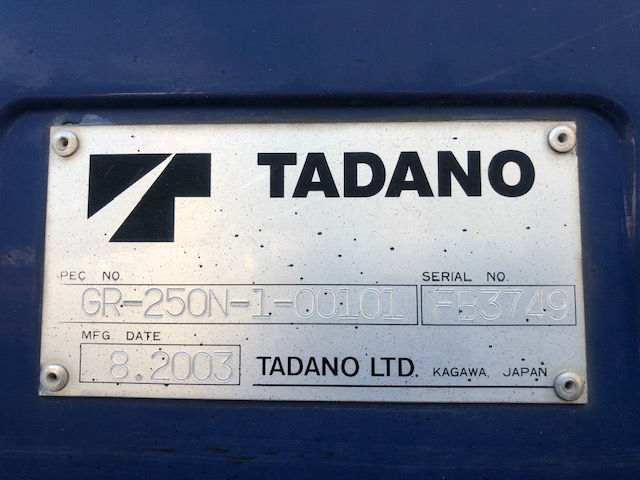 TADANO
PEC NO. SERIAL NO.
GR-250N-1-00101 FB3749
MFG. DATE
8.2003 TADANO LTD. KAGAWA, JAPAN